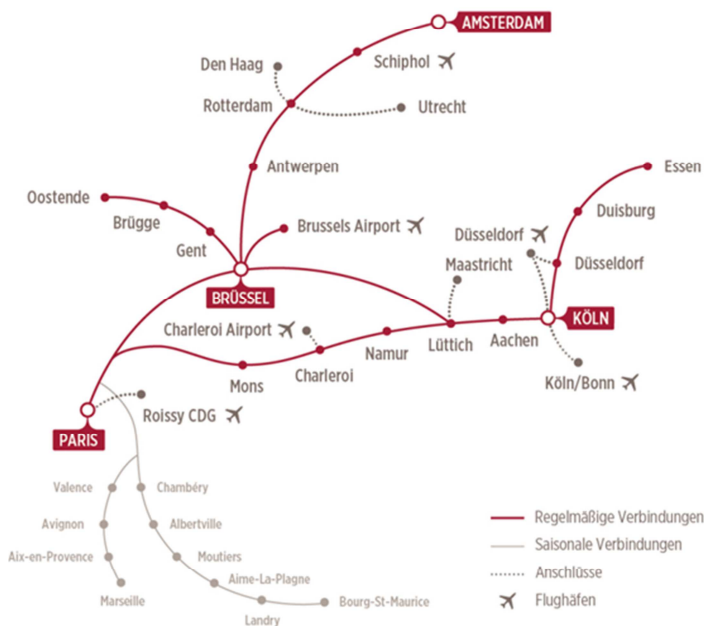 AMSTERDAM
Den Haag
Schiphol
Rotterdam
Utrecht
Antwerpen
Essen
Oostende
Brügge
Duisburg
Brussels Airport
Gent
Düsseldorf
Maastricht
Düsseldorf
BRÜSSEL
KÖLN
Charleroi Airport
Namur
Lüttich
Aachen
Charleroi
Mons
Köln/Bonn
Roissy CDG
PARIS
Valence
Chambéry
Avignon
Albertville
Regelmäßige Verbindungen
Saisonale Verbindungen
Aix-en-Provence
Moutiers
Anschlüsse
Aime-La-Plagne
Marseille
Bourg-St-Maurice
Flughäfen
Landry